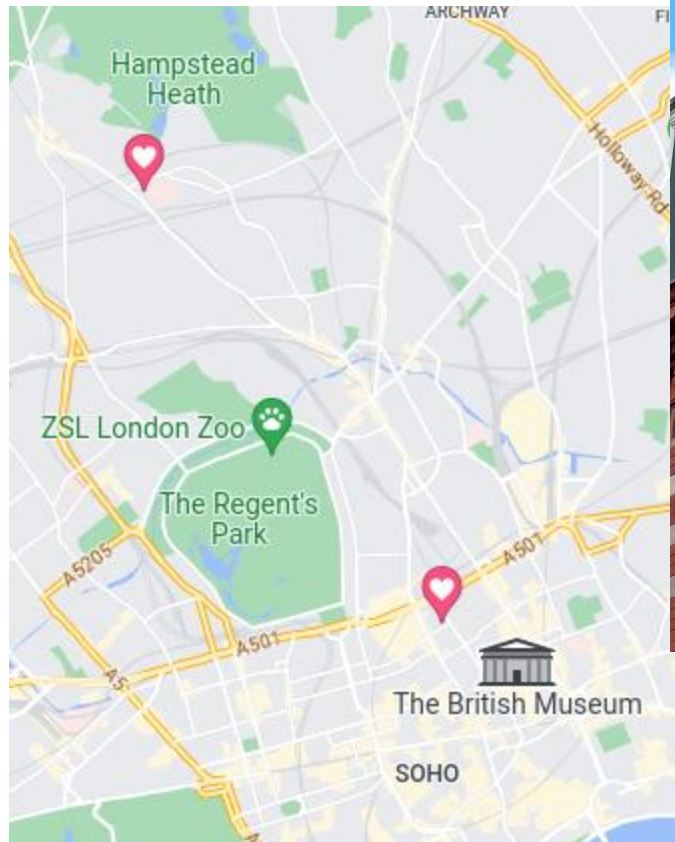 ARCHWAY
FI
Hampstead
Heath
Holloway Rd
ZSL London Zoo
The Regent's
Park
A5205
A501
A501
A5
The British Museum
SOHO